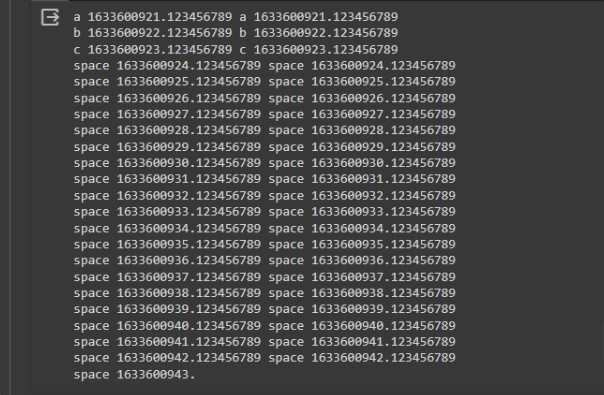 a 1633600921.123456789 a 1633600921.123456789
b 1633600922.123456789 b 1633600922.123456789
c 1633600923.123456789 c 1633600923.123456789
space 1633600924.123456789 space 1633600924.123456789
space 1633600925.123456789 space 1633600925.123456789
space 1633600926.123456789 space 1633600926.123456789
space 1633600927.123456789 space 1633600927.123456789
space 1633600928.123456789 space 1633600928.123456789
space 1633600929.123456789 space 1633600929.123456789
space 1633600930.123456789 space 1633600930.123456789
space 1633600931.123456789 space 1633600931.123456789
space 1633600932.123456789 space 1633600932.123456789
space 1633600933.123456789 space 1633600933.123456789
space 1633600934.123456789 space 1633600934.123456789
space 1633600935.123456789 space 1633600935.123456789
space 1633600936.123456789 space 1633600936.123456789
space 1633600937.123456789 space 1633600937.123456789
space 1633600938.123456789 space 1633600938.123456789
space 1633600939.123456789 space 1633600939.123456789
space 1633600940.123456789 space 1633600940.123456789
space 1633600941.123456789 space 1633600941.123456789
space 1633600942.123456789 space 1633600942.123456789
space 1633600943.